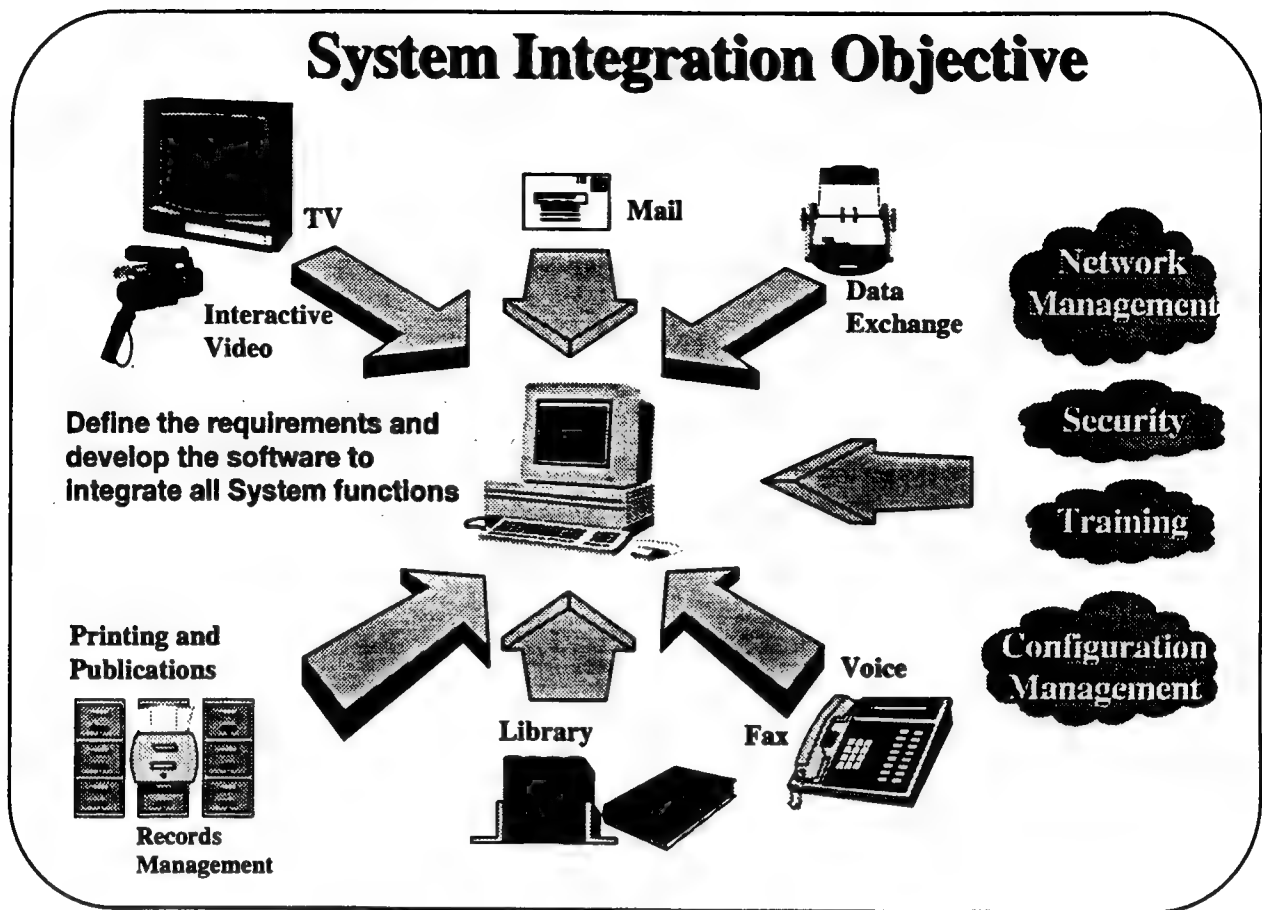 System Integration Objective
TV
Interactive
Video
Mail
Data
Exchange
Network
Management
Security
Training
Configuration
Management
Define the requirements and
develop the software to
integrate all System functions
Printing and
Publications
Records
Management
Library
Voice
Fax